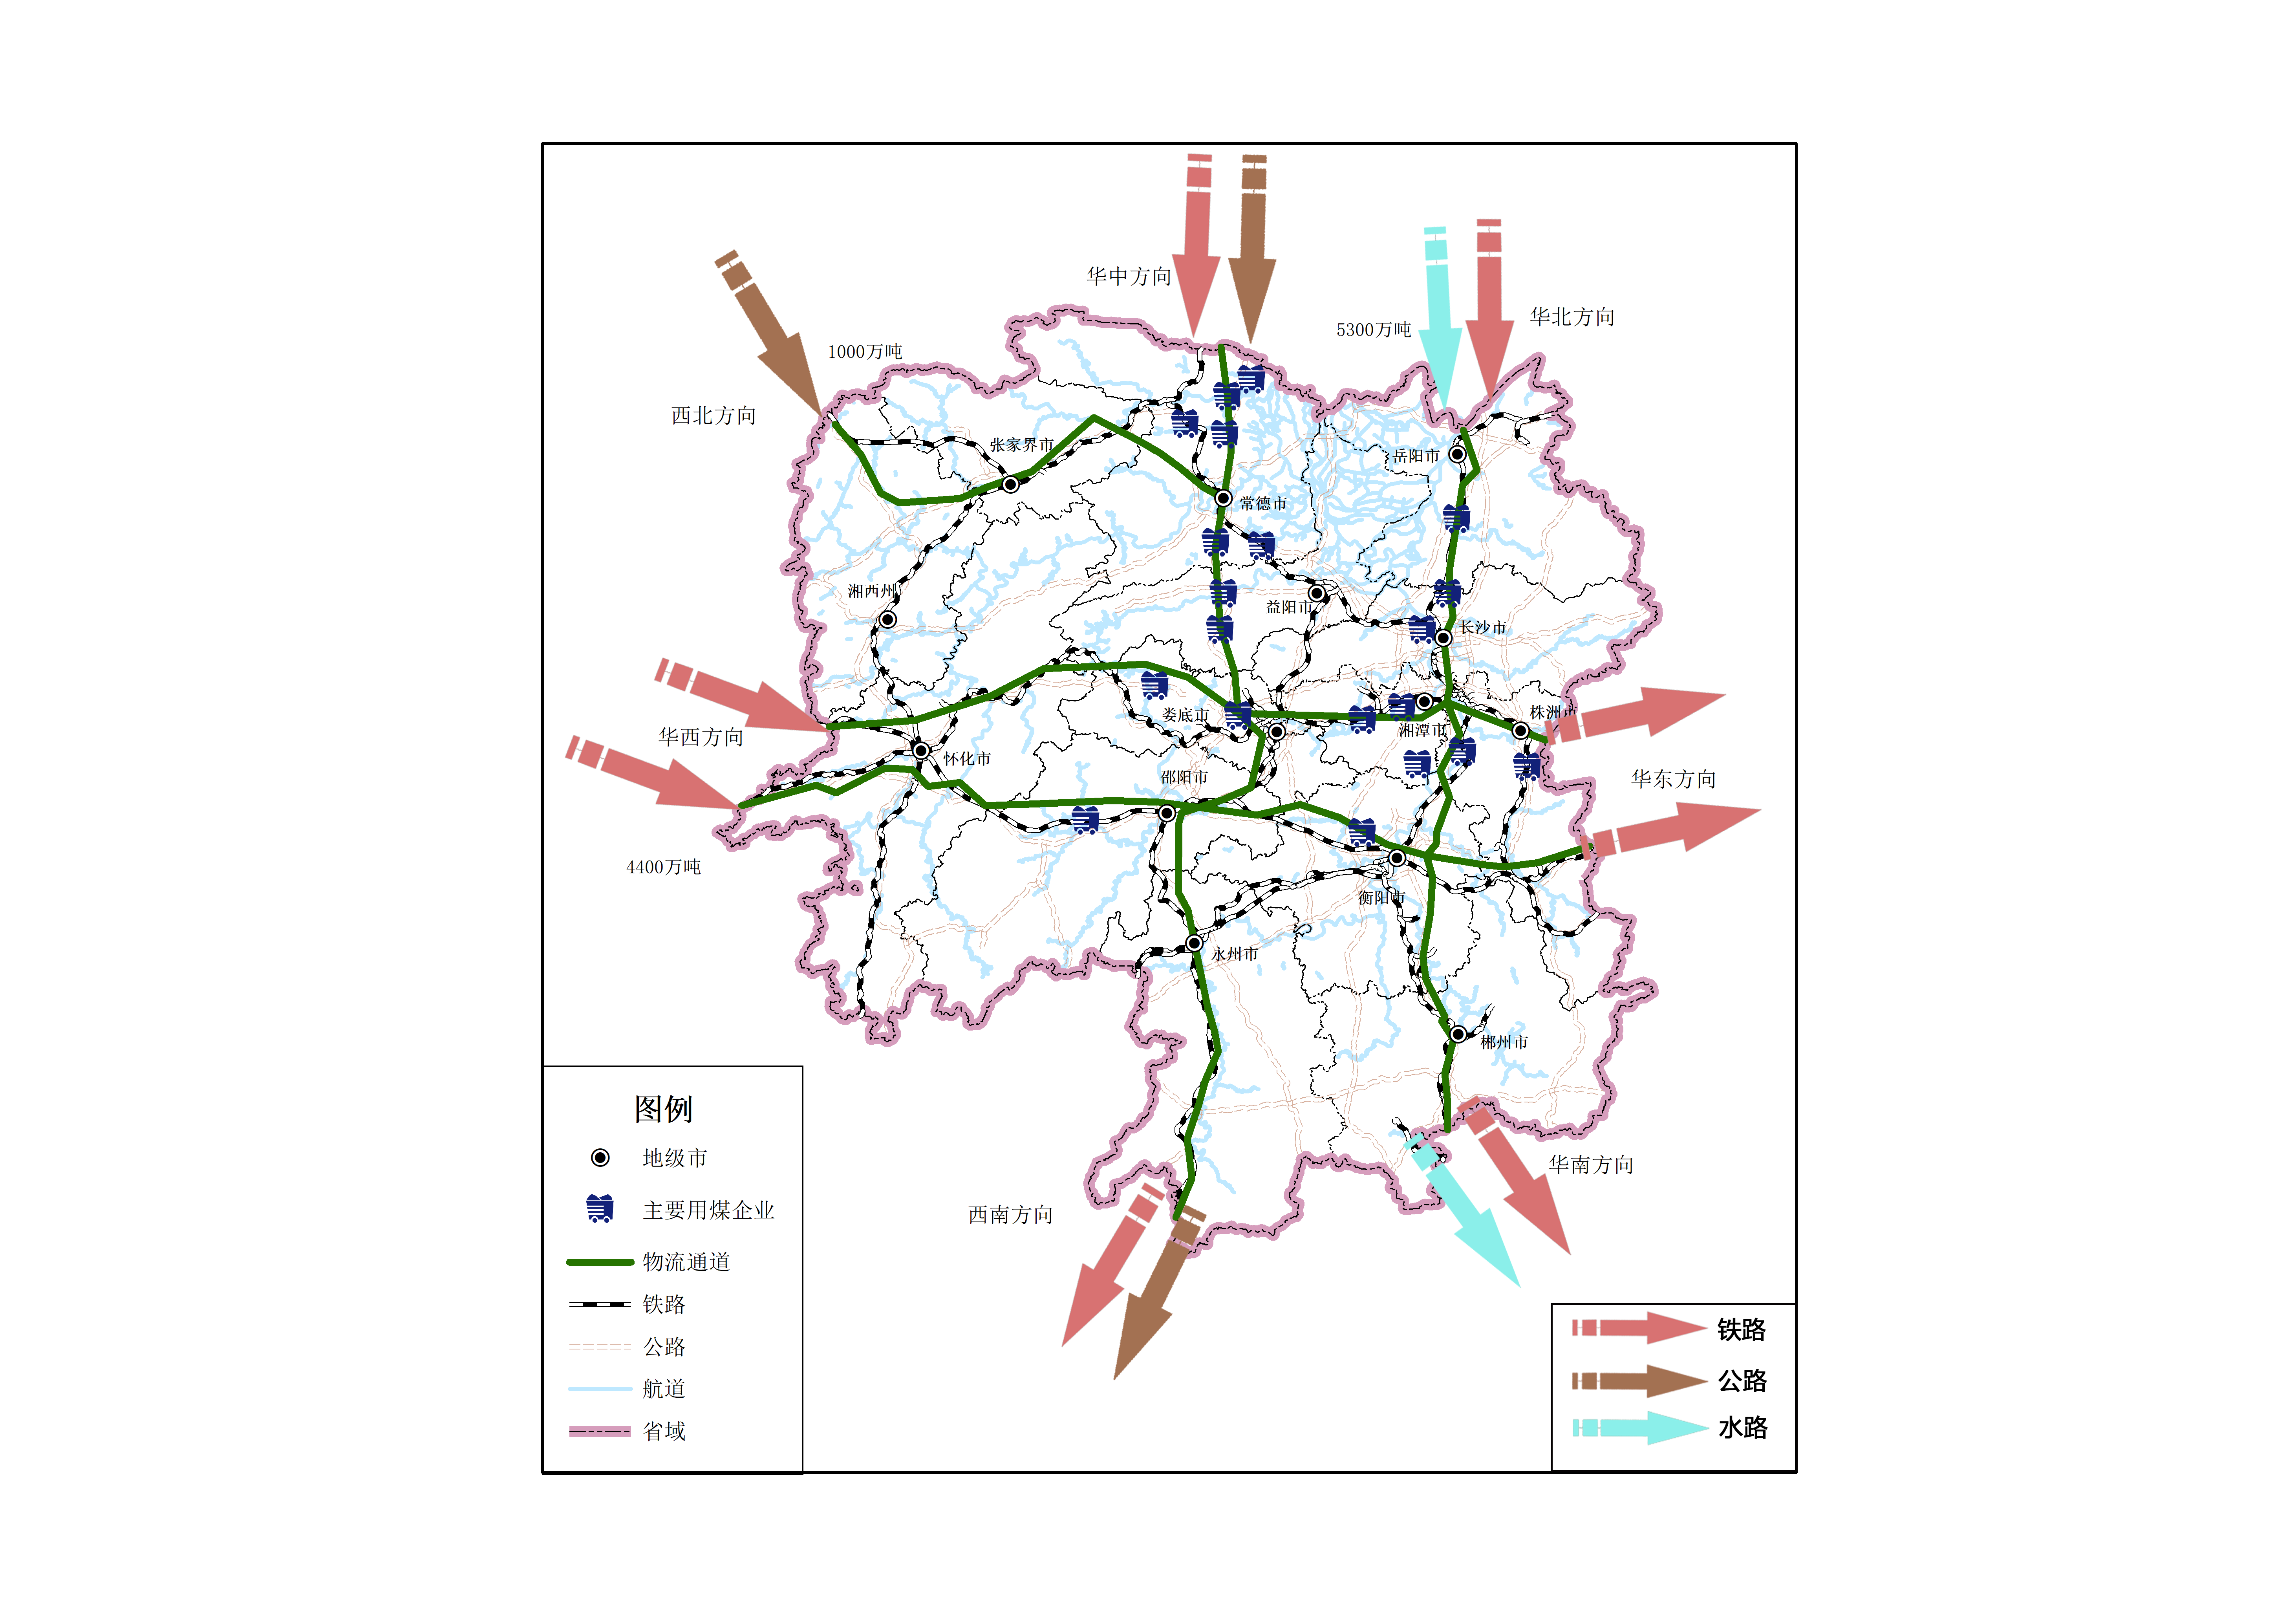 华中方向
华北方向
5300万吨
1000万吨
西北方向
张家界市
岳阳市
常德市
湘西州
益阳市
长沙市
娄底市
株洲市
湘潭市
华西方向
怀化市
邵阳市
华东方向
4400万吨
衡阳市
永州市
郴州市
华南方向
西南方向
图例
地级市
主要用煤企业
物流通道
铁路
公路
航道
省域
铁路
公路
水路